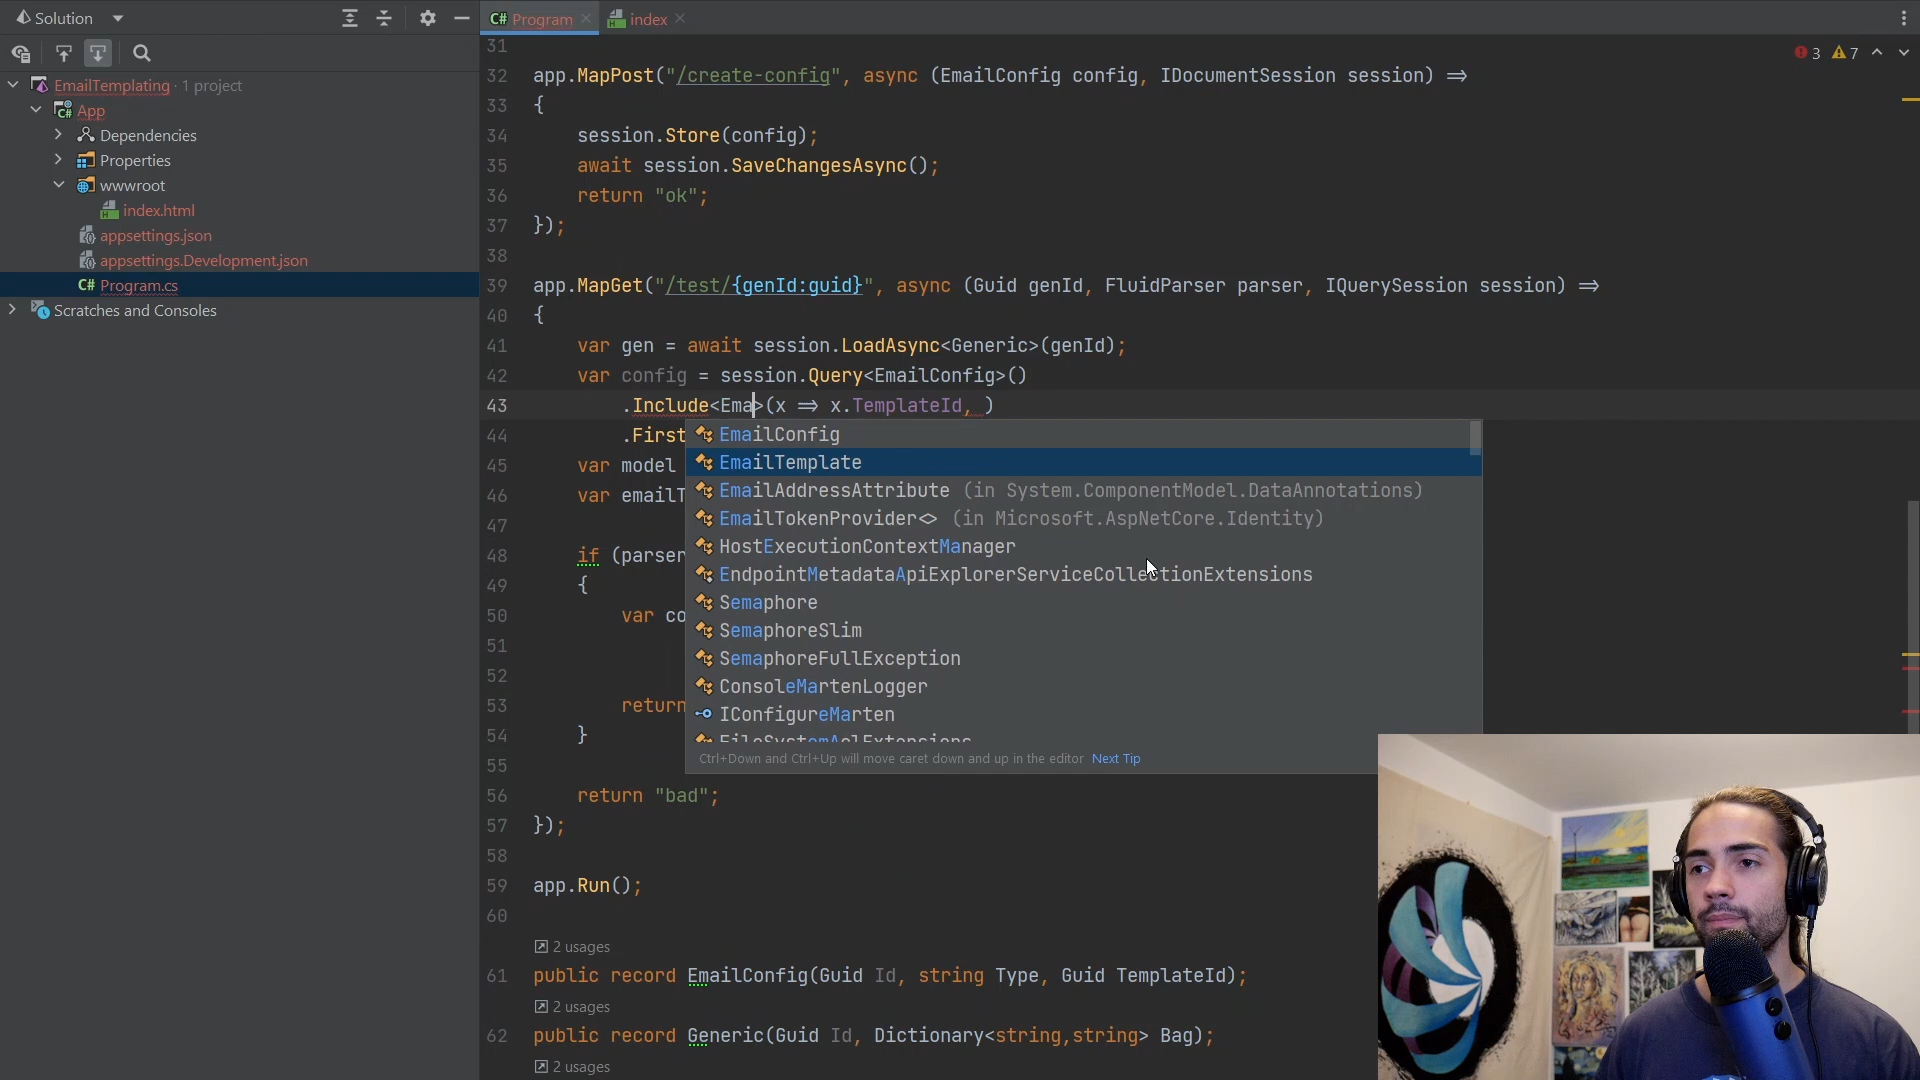 Solution
C# Program
index
3
7
EmailTemplating · 1 project
App
Dependencies
Properties
wwwroot
index.html
appsettings.json
appsettings.Development.json
C# Program.cs
Scratches and Consoles
31
32 app.MapPost("/create-config", async (EmailConfig config, IDocumentSession session) =>
33 {
34 session.Store(config);
35 await session.SaveChangesAsync();
36 return "ok";
37 });
38
39 app.MapGet("/test/{genId:guid}", async (Guid genId, FluidParser parser, IQuerySession session) =>
40 {
41 var gen = await session.LoadAsync<Generic>(genId);
42 var config = session.Query<EmailConfig>()
43 .Include<Ema>(x => x.TemplateId, )
44 .First
45 var model
46 var emailT
47
48 if (parser
49 {
50 var co
51
52
53 return
54 }
55
56 return "bad";
57 });
58
59 app.Run();
60
2 usages
61 public record EmailConfig(Guid Id, string Type, Guid TemplateId);
2 usages
62 public record Generic(Guid Id, Dictionary<string,string> Bag);
2 usages
EmailConfig
EmailTemplate
EmailAddressAttribute (in System.ComponentModel.DataAnnotations)
EmailTokenProvider<> (in Microsoft.AspNetCore.Identity)
HostExecutionContextManager
EndpointMetadataApiExplorerServiceCollectionExtensions
Semaphore
SemaphoreSlim
SemaphoreFullException
ConsoleMartenLogger
IConfigureMarten
FileSystemAclExtensions
Ctrl+Down and Ctrl+Up will move caret down and up in the editor Next Tip